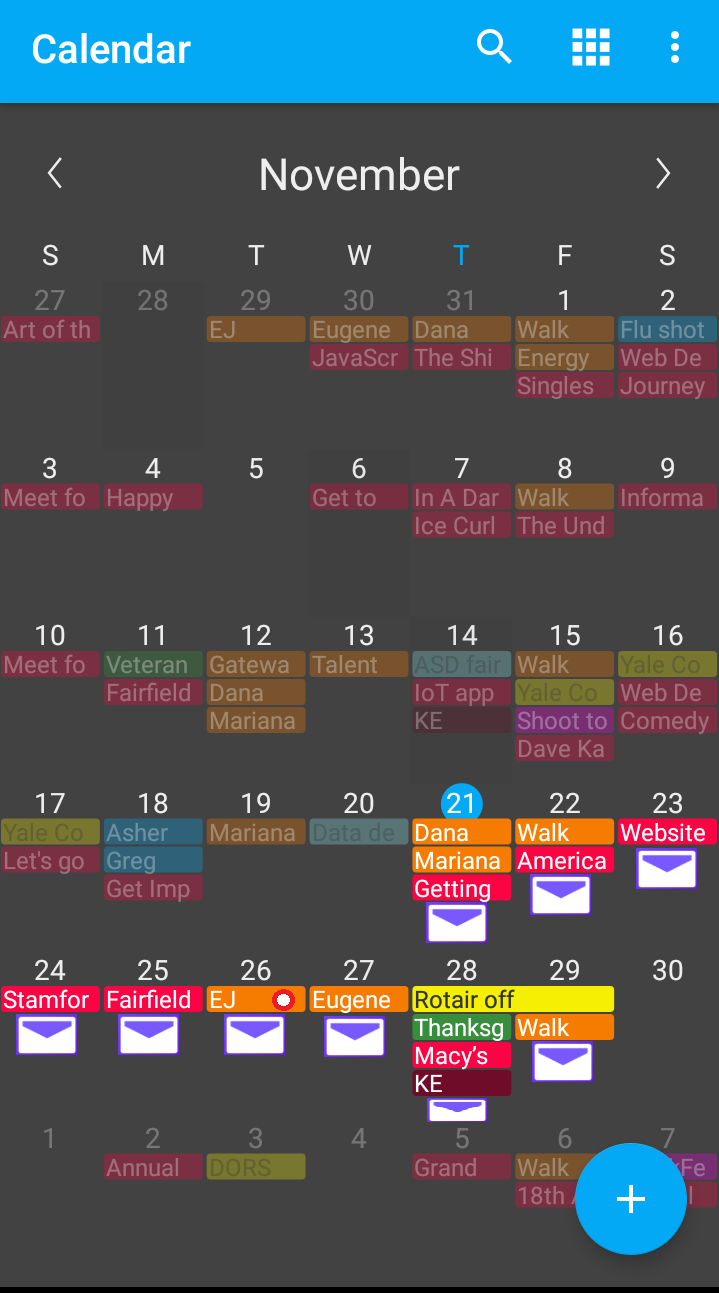 Calendar
November
S M T W T F S
27 28 29 30 31 1 2
Art of th EJ Eugene Dana Walk Flu shot
JavaScr The Shi Energy Web De
Singles Journey
3 4 5 6 7 8 9
Meet fo Happy Get to In A Dar Walk Informa
Ice Curl The Und
10 11 12 13 14 15 16
Meet fo Veteran Gatewa Talent ASD fair Walk Yale Co
Fairfield Dana IoT app Yale Co Web De
Mariana KE Shoot to Comedy
Dave Ka
17 18 19 20 21 22 23
Yale Co Asher Mariana Data de Dana Walk Website
Let's go Greg Mariana America
Get Imp Getting
24 25 26 27 28 29 30
Stamfor Fairfield EJ Eugene Rotair off
Thanksg Walk
Macy's
KE
1 2 3 4 5 6 7
Annual DORS Grand Walk
18th